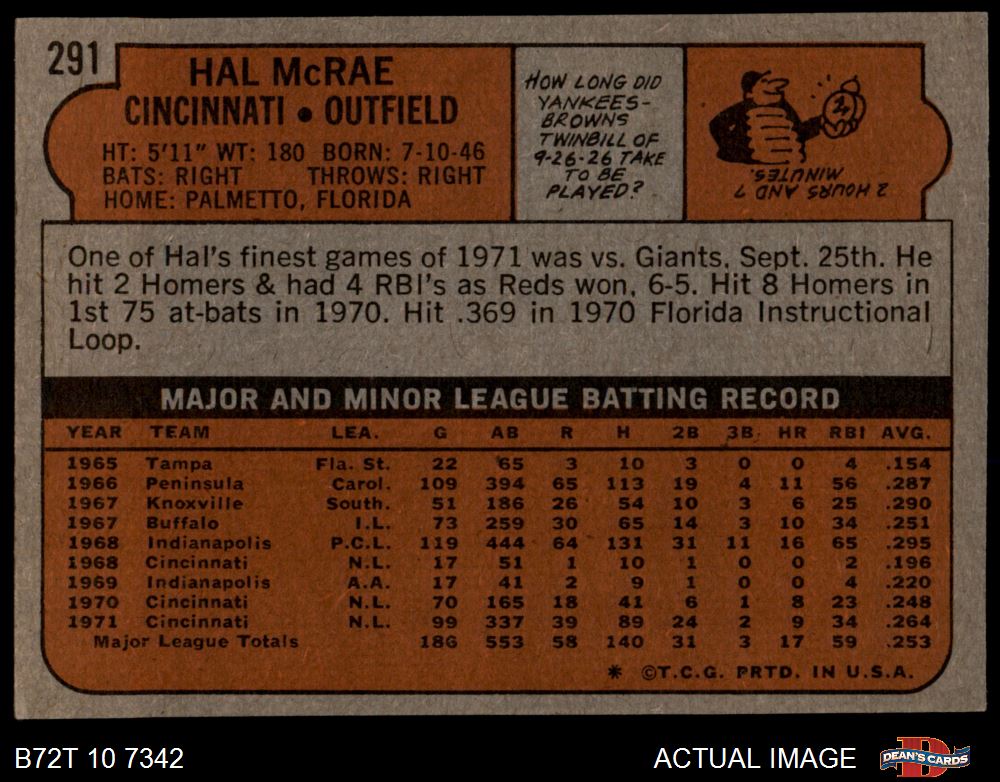 291
HAL McRAE
CINCINNATI • OUTFIELD
HT: 5'11" WT: 180 BORN: 7-10-46
BATS: RIGHT THROWS: RIGHT
HOME: PALMETTO, FLORIDA
HOW LONG DID
YANKEES-
BROWNS
TWINBILL OF
9-26-26 TAKE
TO BE
PLAYED?
2
2 HOURS AND 7
MINUTES.
One of Hal's finest games of 1971 was vs. Giants, Sept. 25th. He
hit 2 Homers & had 4 RBI's as Reds won, 6-5. Hit 8 Homers in
1st 75 at-bats in 1970. Hit .369 in 1970 Florida Instructional
Loop.
MAJOR AND MINOR LEAGUE BATTING RECORD
YEAR TEAM LEA. G AB R H 2B 3B HR RBI AVG.
1965 Tampa Fla. St. 22 65 3 10 3 0 0 4 .154
1966 Peninsula Carol. 109 394 65 113 19 4 11 56 .287
1967 Knoxville South. 51 186 26 54 10 3 6 25 .290
1967 Buffalo I.L. 73 259 30 65 14 3 10 34 .251
1968 Indianapolis P.C.L. 119 444 64 131 31 11 16 65 .295
1968 Cincinnati N.L. 17 51 1 10 1 0 0 2 .196
1969 Indianapolis A.A. 17 41 2 9 1 0 0 4 .220
1970 Cincinnati N.L. 70 165 18 41 6 1 8 23 .248
1971 Cincinnati N.L. 99 337 39 89 24 2 9 34 .264
Major League Totals 186 553 58 140 31 3 17 59 .253
* ©T.C.G. PRTD. IN U.S.A.
B72T 10 7342
ACTUAL IMAGE
DEAN'S CARDS